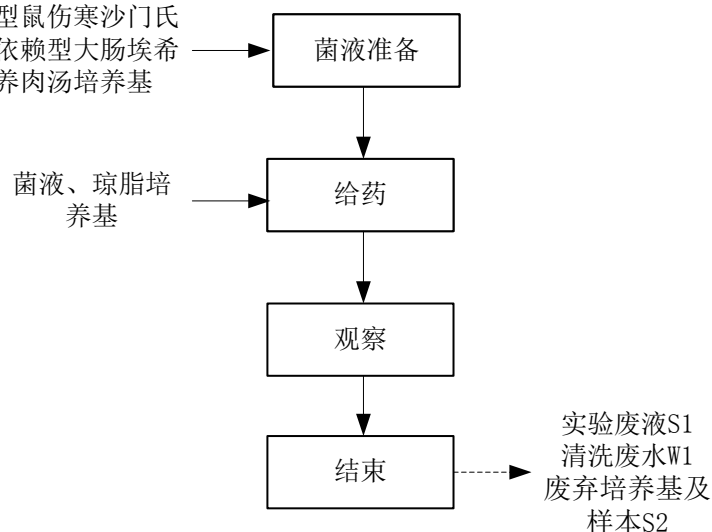 型鼠伤寒沙门氏
依赖型大肠埃希
养肉汤培养基
菌液准备
菌液、琼脂培
养基
给药
观察
结束
实验废液S1
清洗废水W1
废弃培养基及
样本S2